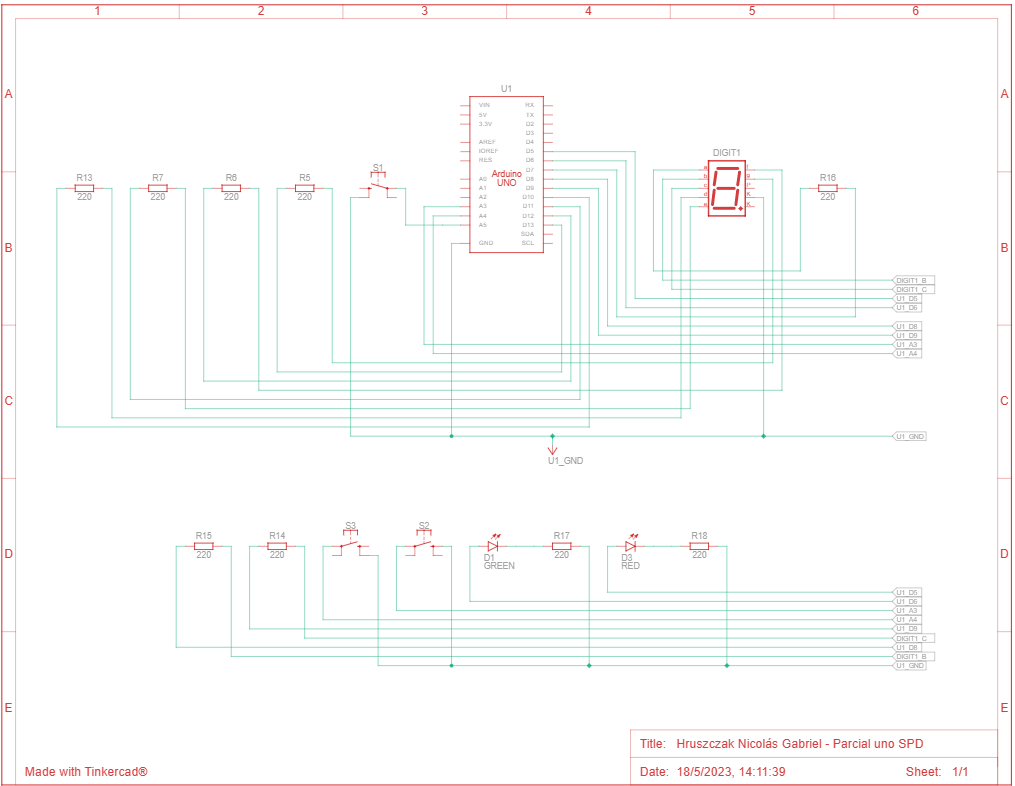 1 2 3 4 5 6
A A
B B
C C
D D
E E
U1
VIN RX
5V TX
3.3V D2
D3
AREF D4
IOREF D5
RES D6
D7
A0 D8
A1 D9
A2 D10
A3 D11
A4 D12
A5 D13
SDA
GND SCL
Arduino
UNO
R13
220
R7
220
R6
220
R5
220
S1
DIGIT1
R16
220
DIGIT1_B
DIGIT1_C
U1_D5
U1_D6
U1_D8
U1_D9
U1_A3
U1_A4
U1_GND
U1_GND
R15
220
R14
220
S3
S2
D1
GREEN
R17
220
D3
RED
R18
220
U1_D5
U1_D6
U1_A3
U1_A4
U1_D9
DIGIT1_C
U1_D8
DIGIT1_B
U1_GND
Title: Hruszczak Nicolás Gabriel - Parcial uno SPD
Made with Tinkercad®
Date: 18/5/2023, 14:11:39 Sheet: 1/1